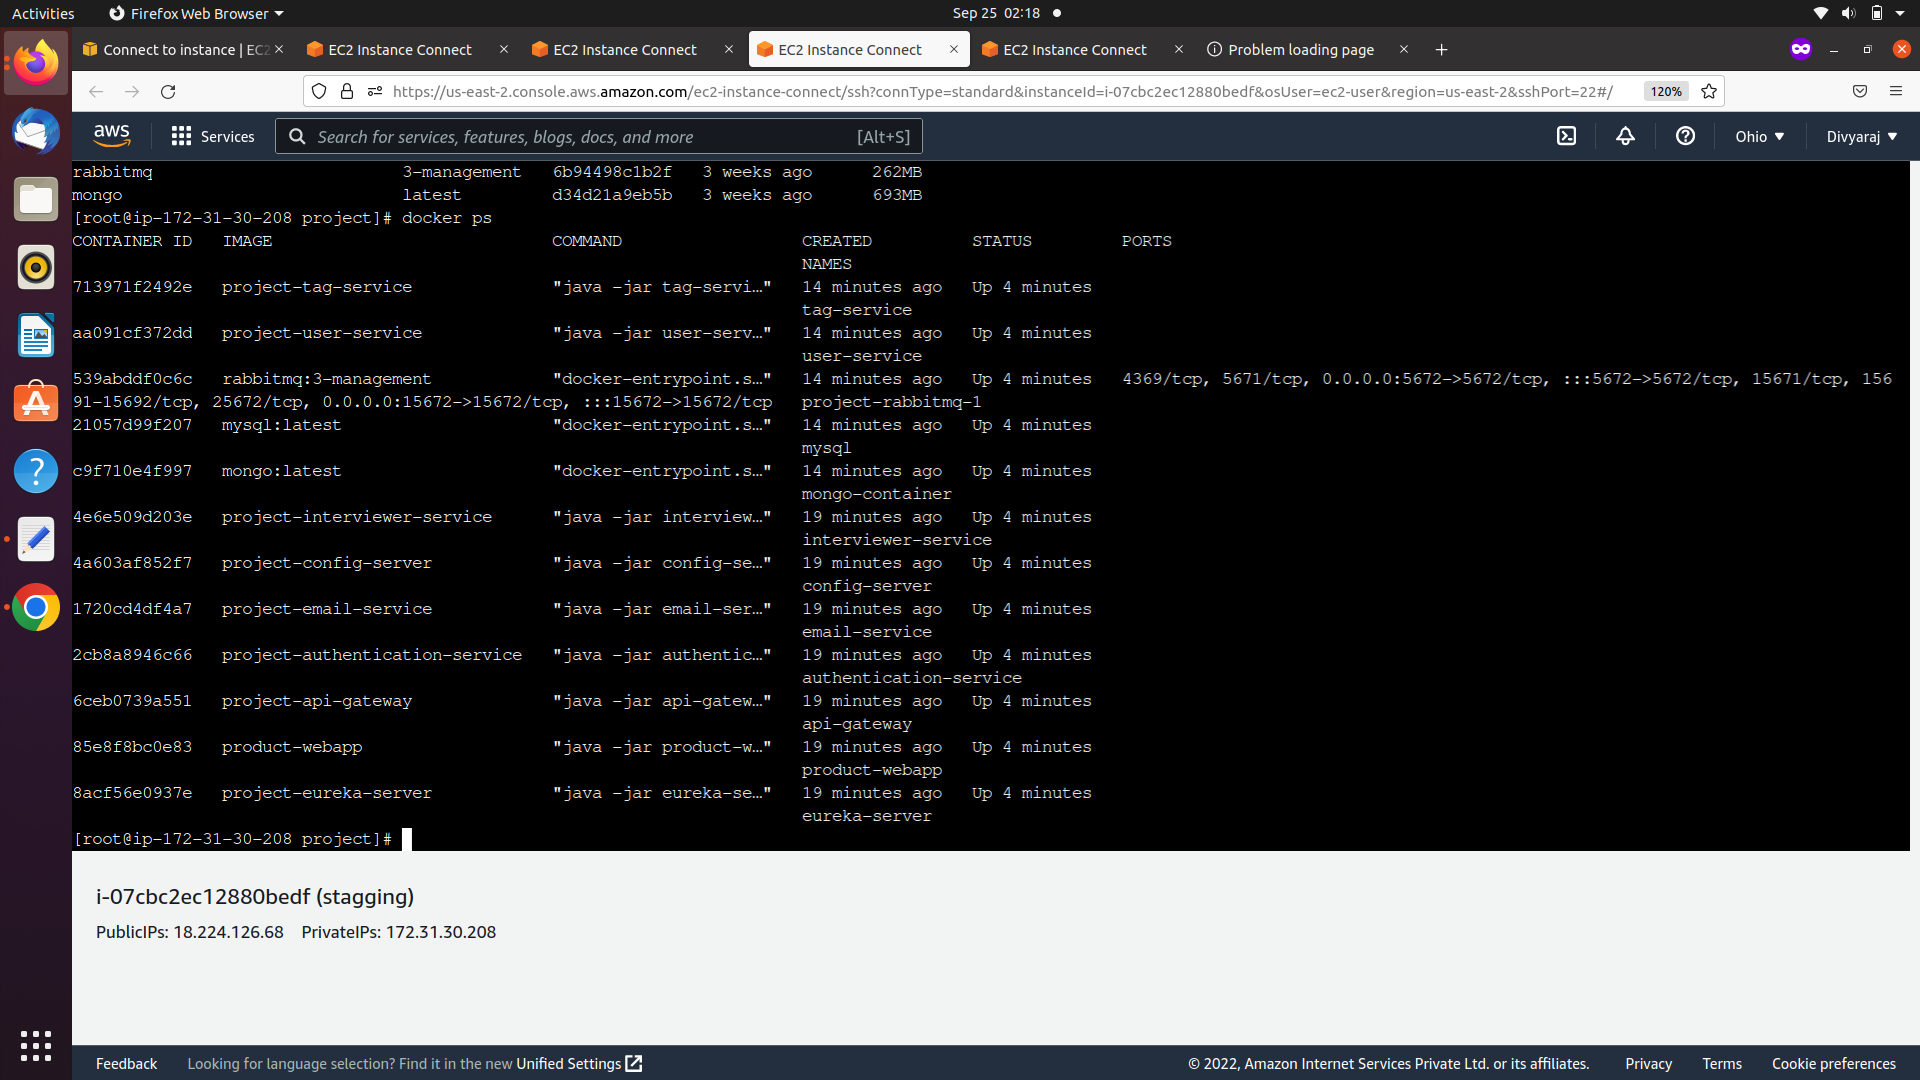 Activities
Firefox Web Browser
Sep 25 02:18
Connect to instance | EC2
EC2 Instance Connect
EC2 Instance Connect
EC2 Instance Connect
EC2 Instance Connect
Problem loading page
https://us-east-2.console.aws.amazon.com/ec2-instance-connect/ssh?connType=standard&instanceId=i-07cbc2ec12880bedf&osUser=ec2-user&region=us-east-2&sshPort=22#/
120%
aws
Services
Search for services, features, blogs, docs, and more
[Alt+S]
Ohio
Divyaraj
rabbitmq 3-management 6b94498c1b2f 3 weeks ago 262MB
mongo latest d34d21a9eb5b 3 weeks ago 693MB
[root@ip-172-31-30-208 project]# docker ps
CONTAINER ID IMAGE COMMAND CREATED STATUS PORTS
NAMES
713971f2492e project-tag-service "java -jar tag-servi…" 14 minutes ago Up 4 minutes
tag-service
aa091cf372dd project-user-service "java -jar user-serv…" 14 minutes ago Up 4 minutes
user-service
539abddf0c6c rabbitmq:3-management "docker-entrypoint.s…" 14 minutes ago Up 4 minutes 4369/tcp, 5671/tcp, 0.0.0.0:5672->5672/tcp, :::5672->5672/tcp, 15671/tcp, 156
91-15692/tcp, 25672/tcp, 0.0.0.0:15672->15672/tcp, :::15672->15672/tcp project-rabbitmq-1
21057d99f207 mysql:latest "docker-entrypoint.s…" 14 minutes ago Up 4 minutes
mysql
c9f710e4f997 mongo:latest "docker-entrypoint.s…" 14 minutes ago Up 4 minutes
mongo-container
4e6e509d203e project-interviewer-service "java -jar interview…" 19 minutes ago Up 4 minutes
interviewer-service
4a603af852f7 project-config-server "java -jar config-se…" 19 minutes ago Up 4 minutes
config-server
1720cd4df4a7 project-email-service "java -jar email-ser…" 19 minutes ago Up 4 minutes
email-service
2cb8a8946c66 project-authentication-service "java -jar authentic…" 19 minutes ago Up 4 minutes
authentication-service
6ceb0739a551 project-api-gateway "java -jar api-gatew…" 19 minutes ago Up 4 minutes
api-gateway
85e8f8bc0e83 product-webapp "java -jar product-w…" 19 minutes ago Up 4 minutes
product-webapp
8acf56e0937e project-eureka-server "java -jar eureka-se…" 19 minutes ago Up 4 minutes
eureka-server
[root@ip-172-31-30-208 project]#
i-07cbc2ec12880bedf (stagging)
PublicIPs: 18.224.126.68 PrivateIPs: 172.31.30.208
Feedback
Looking for language selection? Find it in the new Unified Settings
© 2022, Amazon Internet Services Private Ltd. or its affiliates.
Privacy
Terms
Cookie preferences